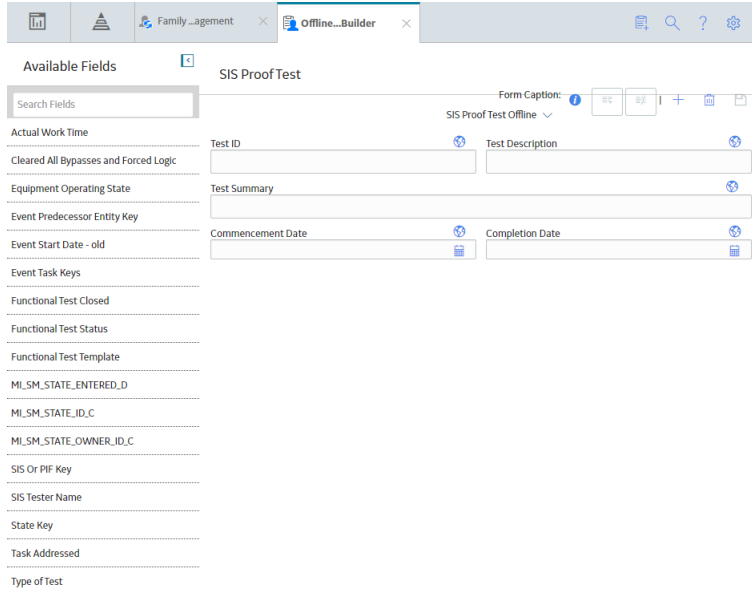 Family ...agement
Offline...Builder
Available Fields
SIS Proof Test
Search Fields
Form Caption:
SIS Proof Test Offline
Actual Work Time
Cleared All Bypasses and Forced Logic
Equipment Operating State
Event Predecessor Entity Key
Event Start Date - old
Event Task Keys
Functional Test Closed
Functional Test Status
Functional Test Template
MI_SM_STATE_ENTERED_D
MI_SM_STATE_ID_C
MI_SM_STATE_OWNER_ID_C
SIS Or PIF Key
SIS Tester Name
State Key
Task Addressed
Type of Test
Test ID
Test Description
Test Summary
Commencement Date
Completion Date